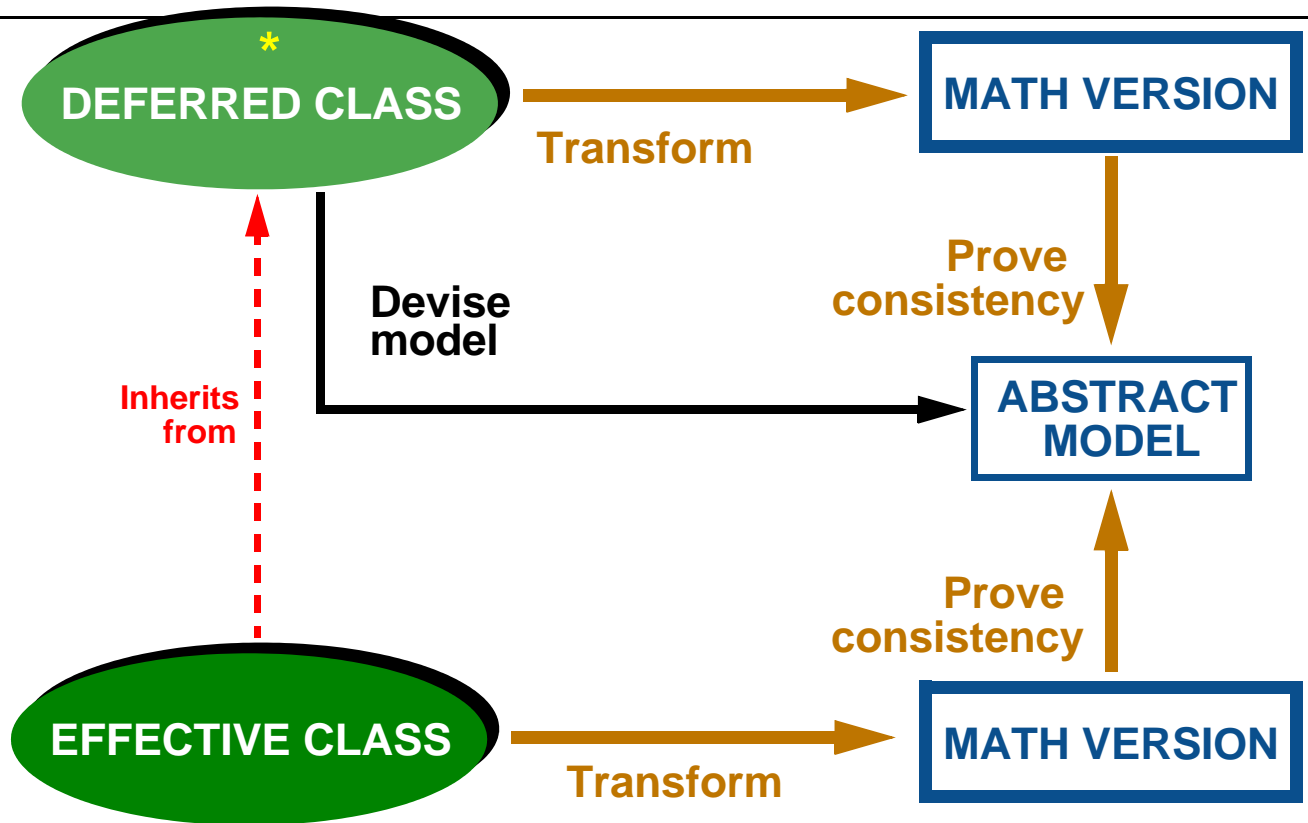 *
DEFERRED CLASS
MATH VERSION
Transform
Prove
consistency
Devise
model
Inherits
from
ABSTRACT
MODEL
Prove
consistency
EFFECTIVE CLASS
MATH VERSION
Transform